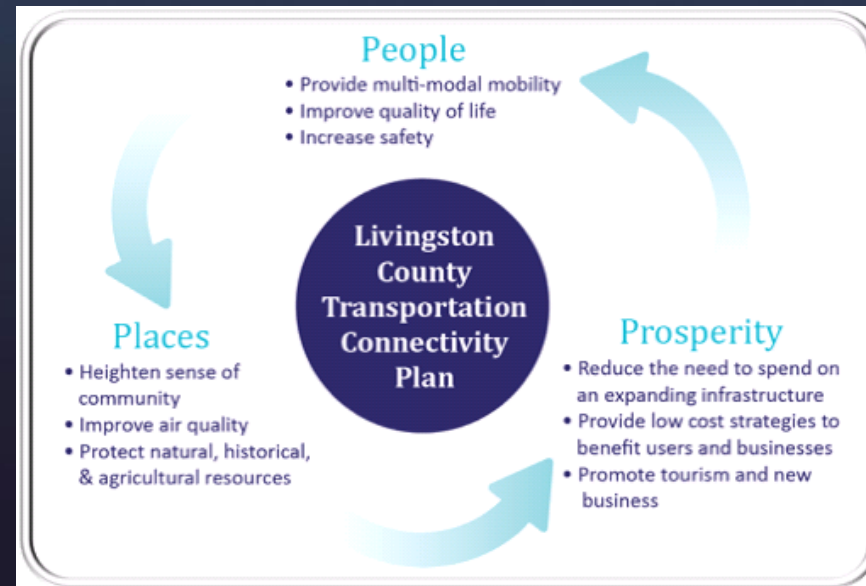 People
• Provide multi-modal mobility
• Improve quality of life
• Increase safety
Livingston
County
Transportation
Connectivity
Plan
Places
• Heighten sense of
community
• Improve air quality
• Protect natural, historical,
& agricultural resources
Prosperity
• Reduce the need to spend on
an expanding infrastructure
• Provide low cost strategies to
benefit users and businesses
• Promote tourism and new
business